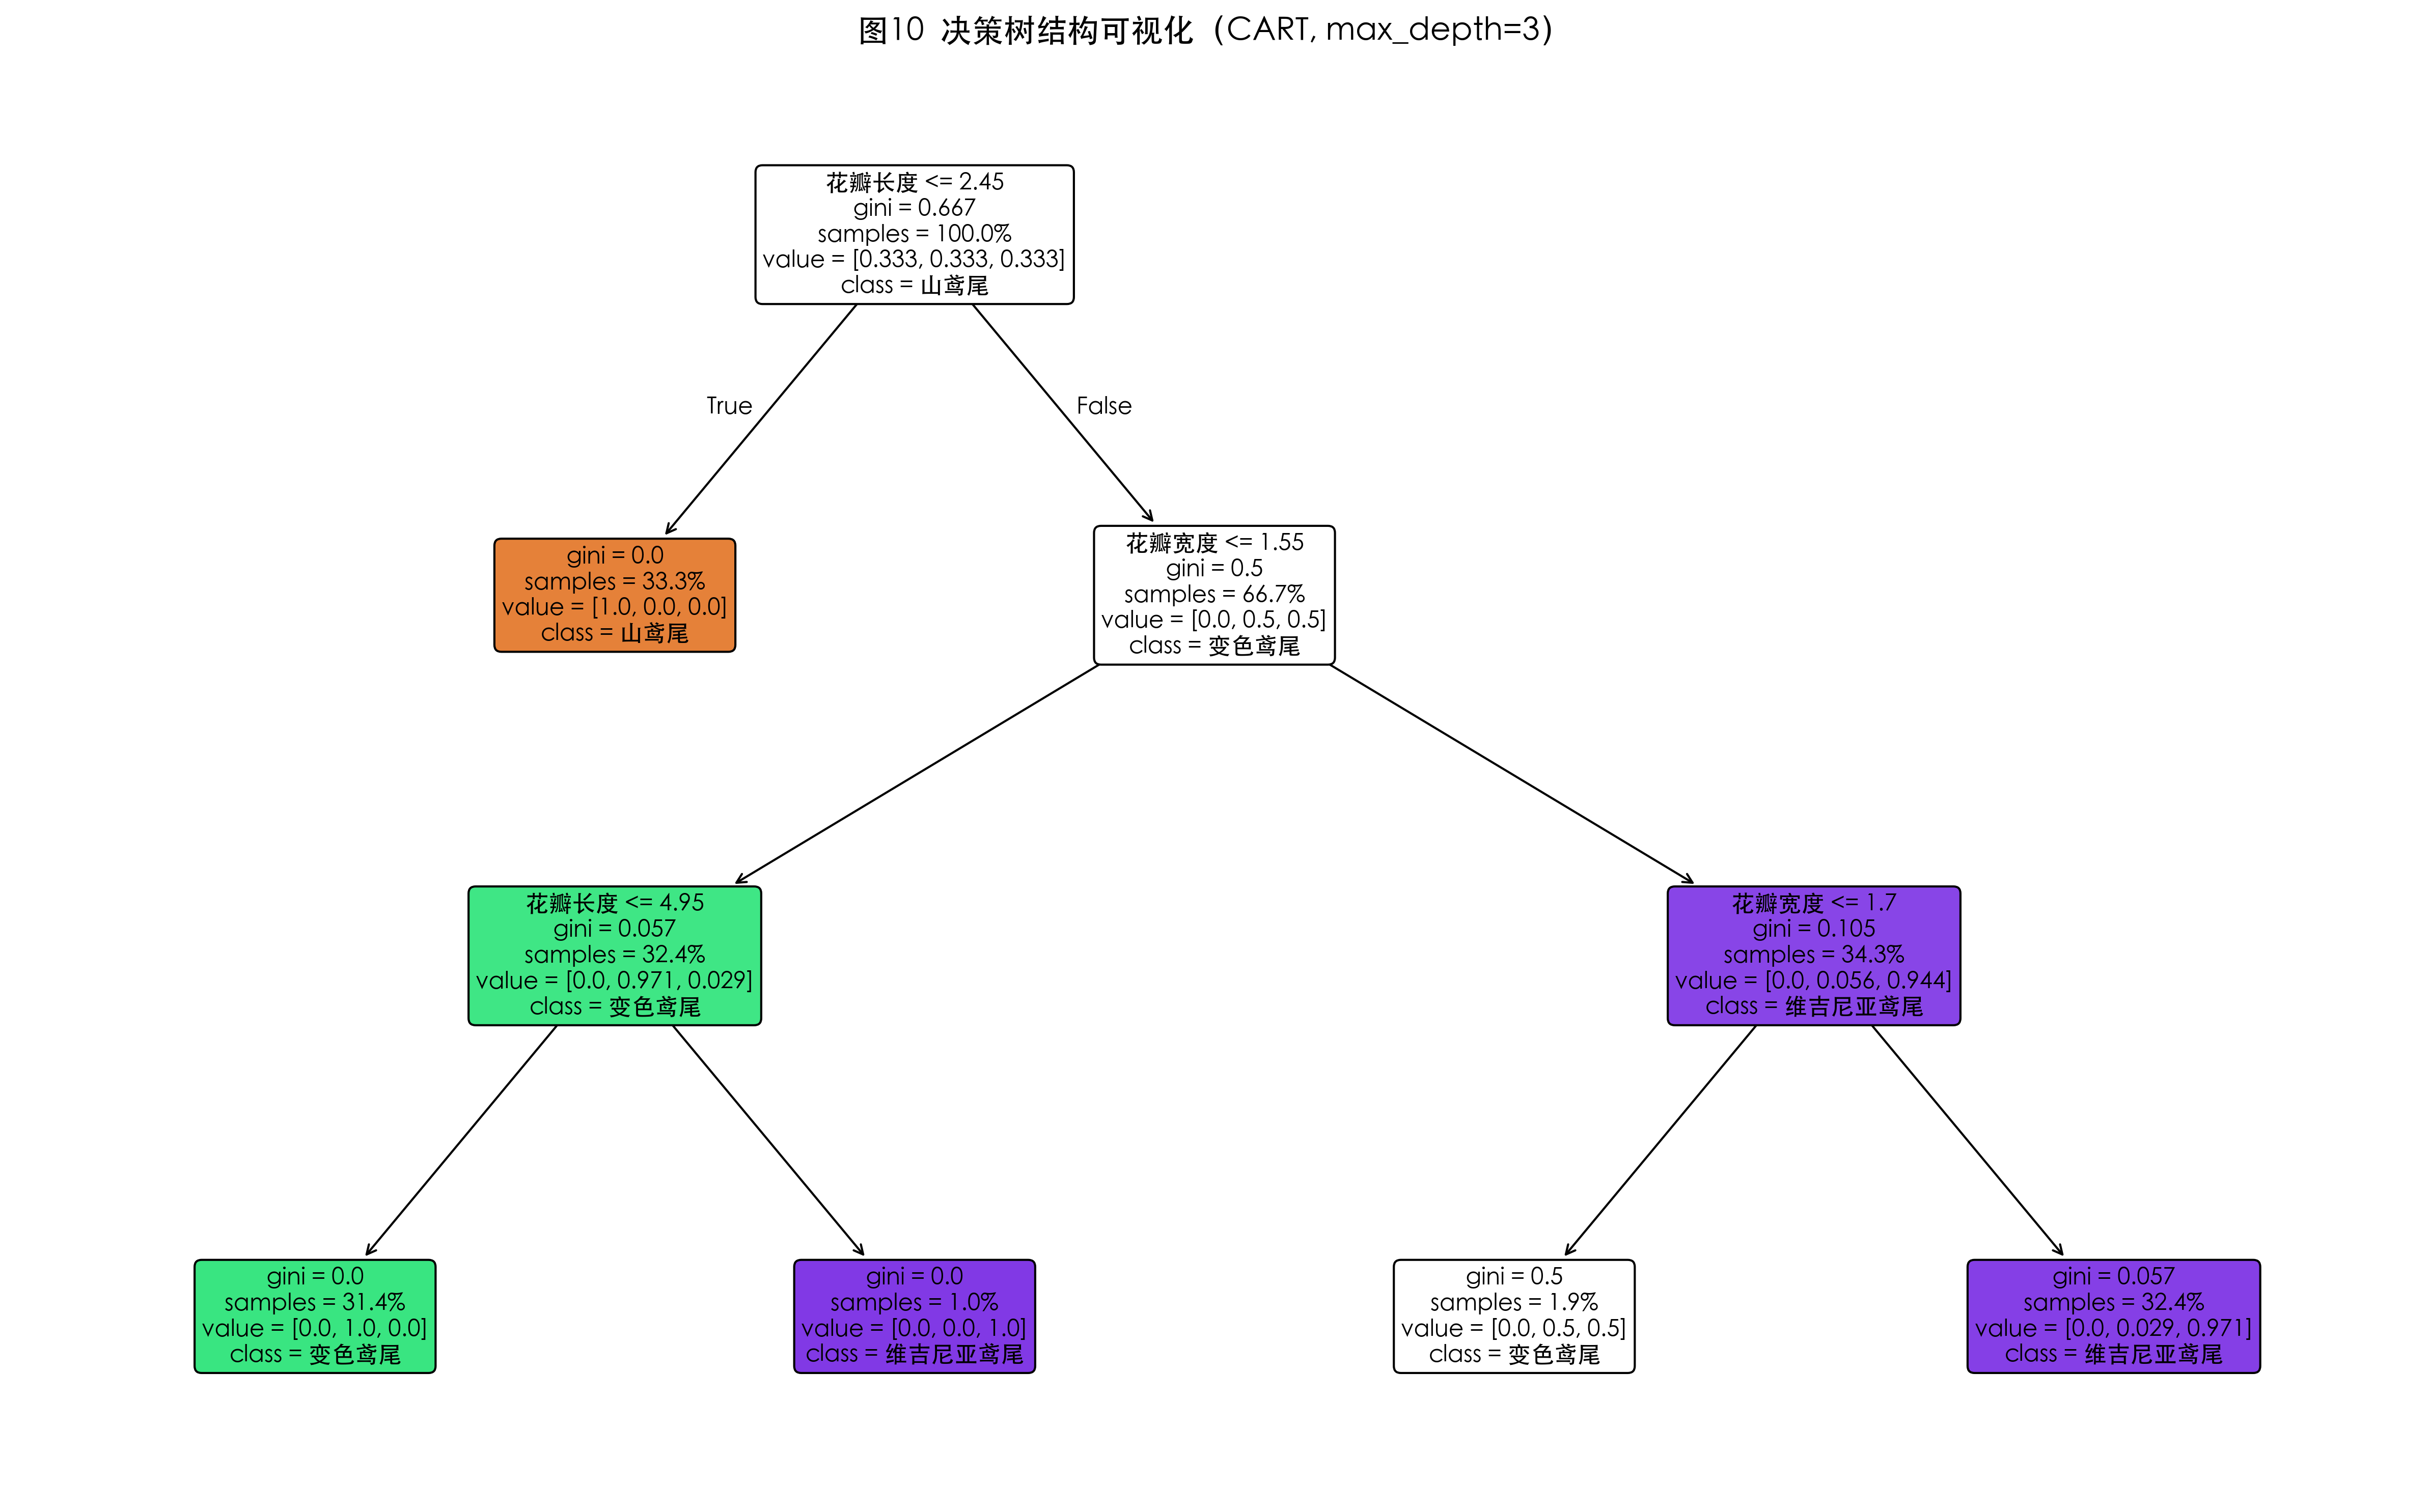 图10 决策树结构可视化（CART, max_depth=3）
花瓣长度 <= 2.45
gini = 0.667
samples = 100.0%
value = [0.333, 0.333, 0.333]
class = 山鸢尾
True
False
gini = 0.0
samples = 33.3%
value = [1.0, 0.0, 0.0]
class = 山鸢尾
花瓣宽度 <= 1.55
gini = 0.5
samples = 66.7%
value = [0.0, 0.5, 0.5]
class = 变色鸢尾
花瓣长度 <= 4.95
gini = 0.057
samples = 32.4%
value = [0.0, 0.971, 0.029]
class = 变色鸢尾
花瓣宽度 <= 1.7
gini = 0.105
samples = 34.3%
value = [0.0, 0.056, 0.944]
class = 维吉尼亚鸢尾
gini = 0.0
samples = 31.4%
value = [0.0, 1.0, 0.0]
class = 变色鸢尾
gini = 0.0
samples = 1.0%
value = [0.0, 0.0, 1.0]
class = 维吉尼亚鸢尾
gini = 0.5
samples = 1.9%
value = [0.0, 0.5, 0.5]
class = 变色鸢尾
gini = 0.057
samples = 32.4%
value = [0.0, 0.029, 0.971]
class = 维吉尼亚鸢尾